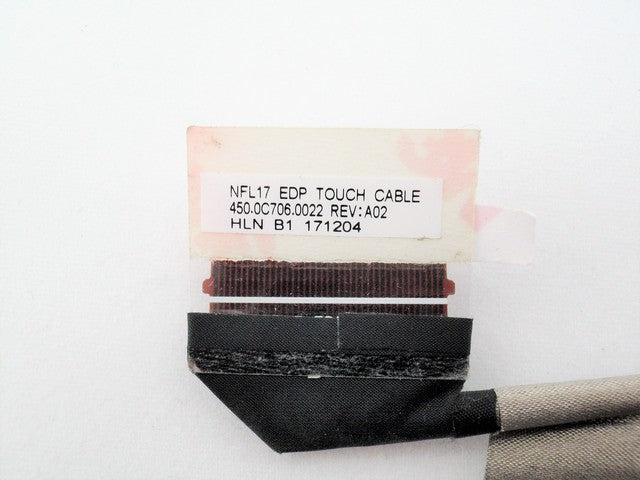 NFL17 EDP TOUCH CABLE
450.0C706.0022 REV:A02
HLN B1 171204